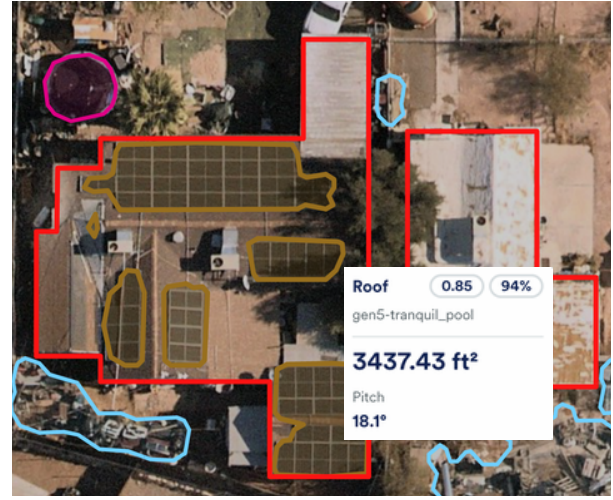 Roof 0.85 94%
gen5-tranquil_pool
3437.43 ft²
Pitch
18.1°